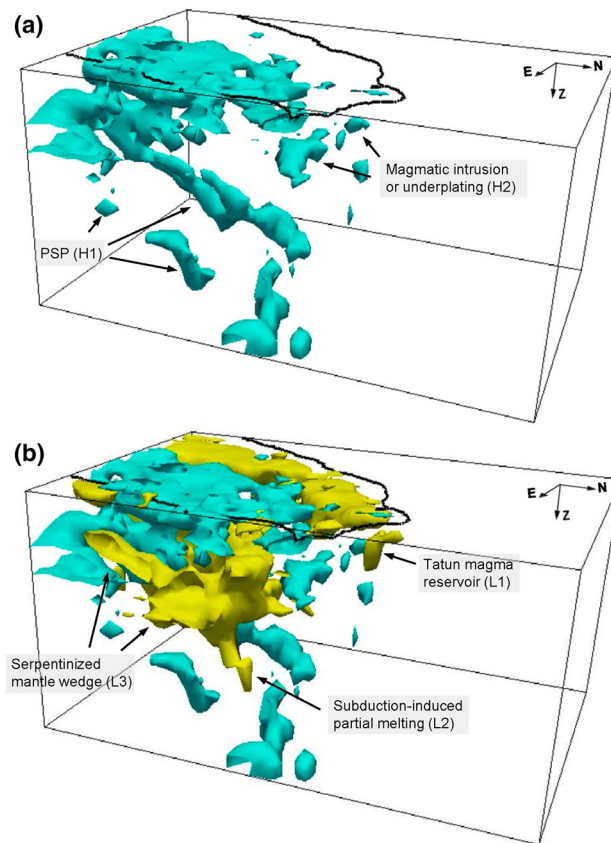 (a)
E
N
Z
Magmatic intrusion
or underplating (H2)
PSP (H1)
(b)
E
N
Z
Tatun magma
reservoir (L1)
Serpentinized
mantle wedge (L3)
Subduction-induced
partial melting (L2)